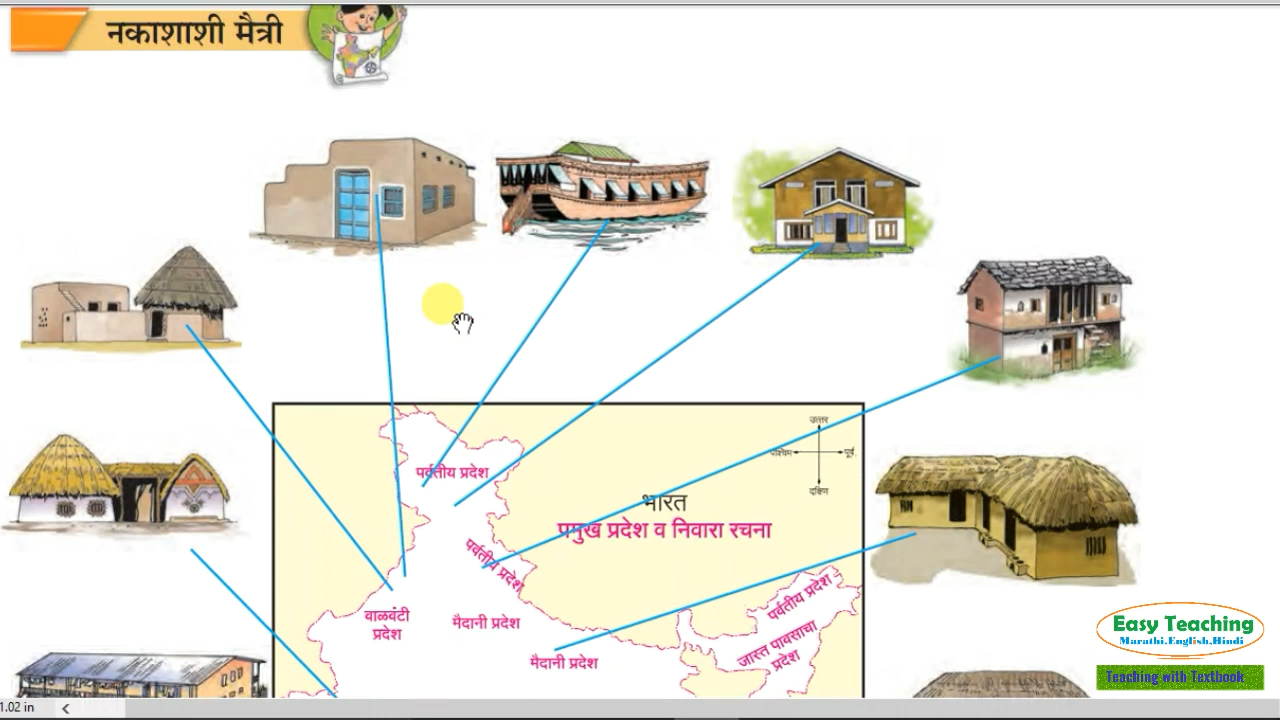 नकाशाशी मैत्री
उत्तर
पश्चिम
पूर्व
दक्षिण
पर्वतीय प्रदेश
भारत
प्रमुख प्रदेश व निवारा रचना
पर्वतीय प्रदेश
पर्वतीय प्रदेश
वाळवंटी
प्रदेश
मैदानी प्रदेश
जास्त पावसाचा
प्रदेश
मैदानी प्रदेश
Easy Teaching
Marathi.English.Hindi
Teaching with Textbook
1.02 in